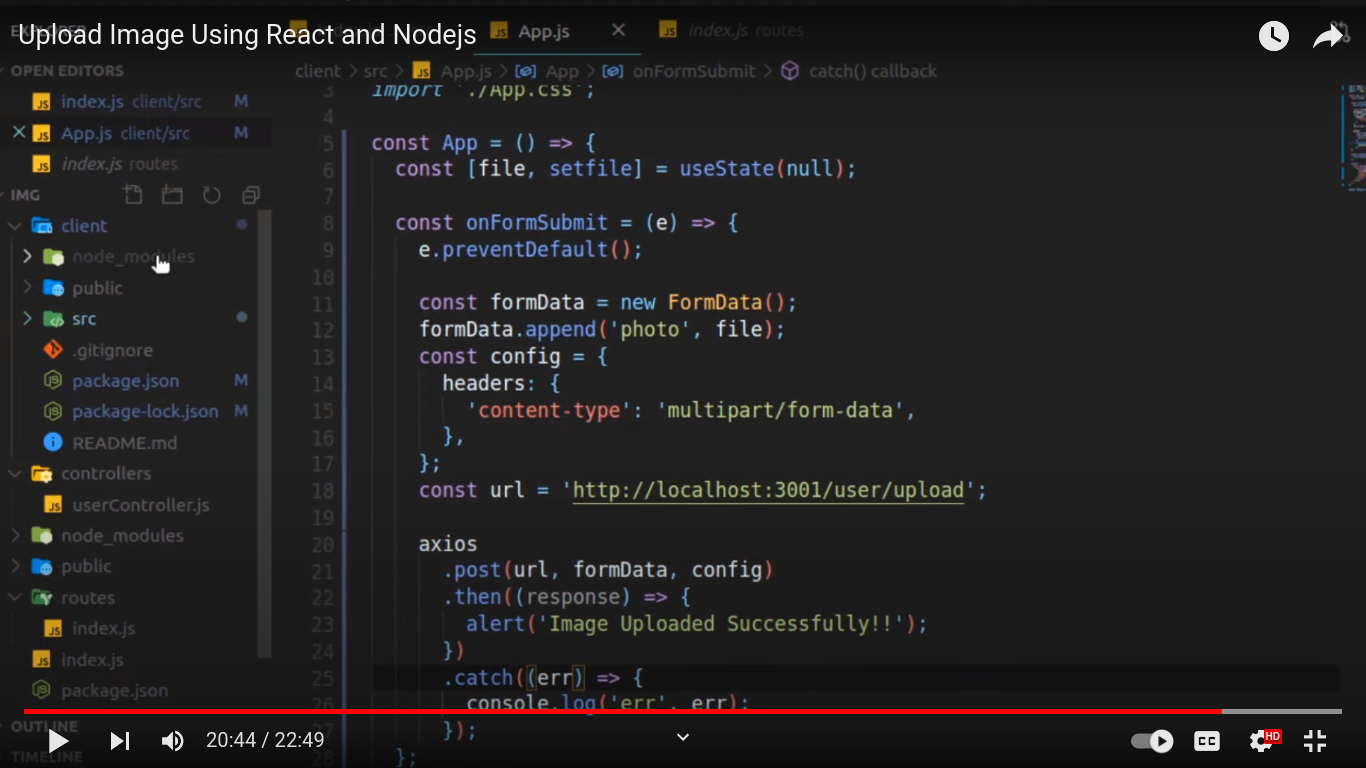 Upload Image Using React and Nodejs
App.js
index.js routes
OPEN EDITORS
index.js client/src M
App.js client/src M
index.js routes
IMG
client
node_modules
public
src
.gitignore
package.json M
package-lock.json M
README.md
controllers
userController.js
node_modules
public
routes
index.js
index.js
package.json
OUTLINE
TIMELINE
client > src > App.js > App > onFormSubmit > catch() callback
3 import './App.css';
4
5 const App = () => {
6 const [file, setfile] = useState(null);
7
8 const onFormSubmit = (e) => {
9 e.preventDefault();
10
11 const formData = new FormData();
12 formData.append('photo', file);
13 const config = {
14 headers: {
15 'content-type': 'multipart/form-data',
16 },
17 };
18 const url = 'http://localhost:3001/user/upload';
19
20 axios
21 .post(url, formData, config)
22 .then((response) => {
23 alert('Image Uploaded Successfully!!');
24 })
25 .catch((err) => {
26 console.log('err', err);
27 });
28 };
20:44 / 22:49
CC
HD